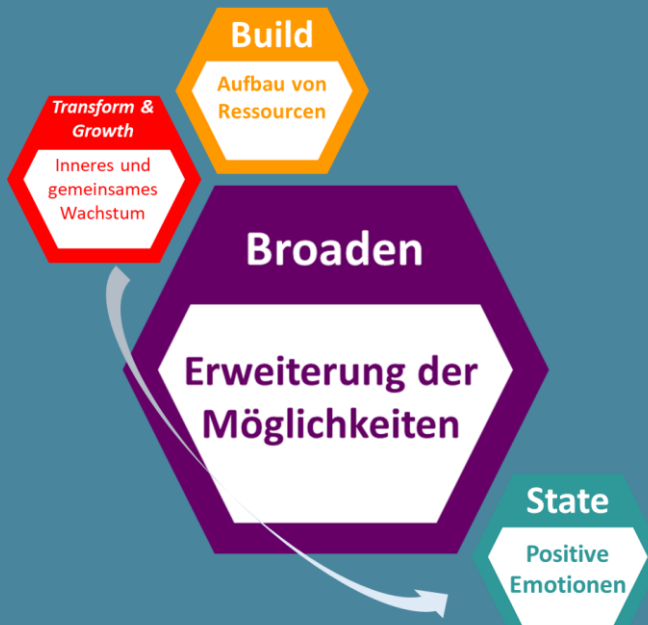 Build
Aufbau von
Ressourcen
Transform &
Growth
Inneres und
gemeinsames
Wachstum
Broaden
Erweiterung der
Möglichkeiten
State
Positive
Emotionen